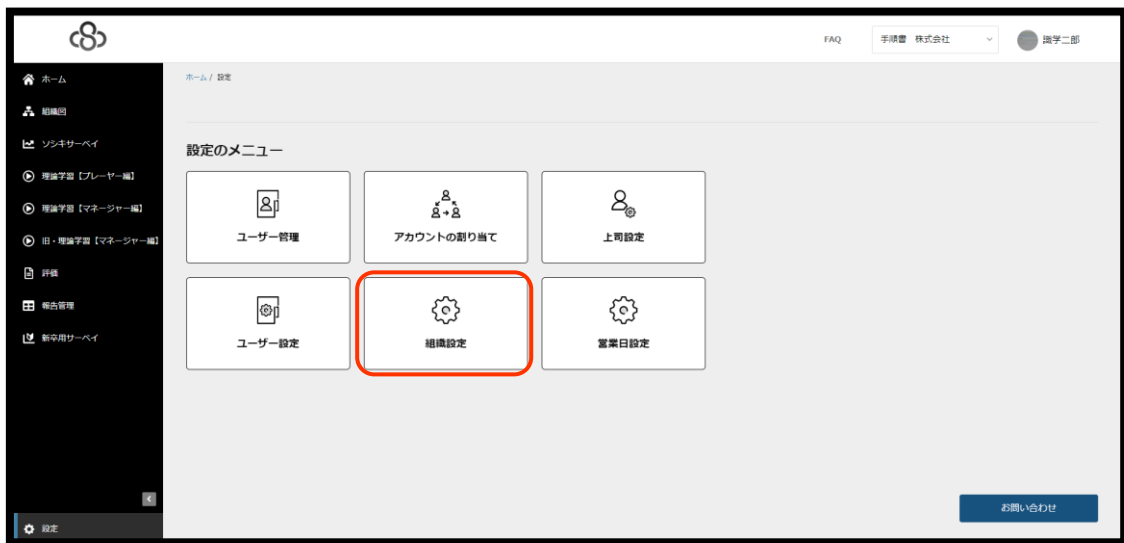 FAQ
手順書 株式会社
識学二郎
ホーム
組織図
ソシキサーベイ
理論学習【プレーヤー編】
理論学習【マネージャー編】
旧・理論学習【マネージャー編】
評価
報告管理
新卒用サーベイ
設定
ホーム / 設定
設定のメニュー
ユーザー管理
アカウントの割り当て
上司設定
ユーザー設定
組織設定
営業日設定
お問い合わせ